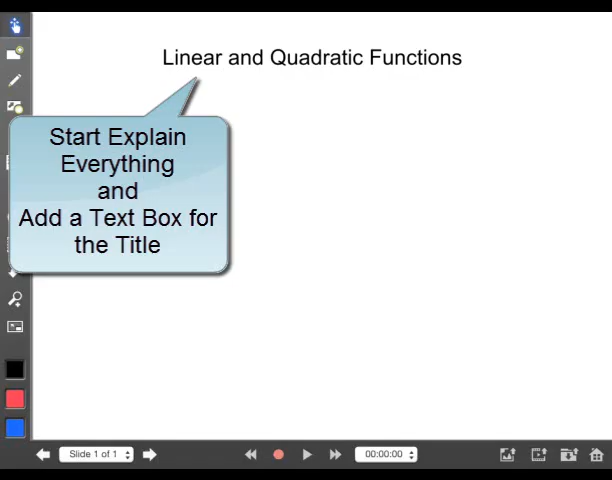 Linear and Quadratic Functions
Start Explain
Everything
and
Add a Text Box for
the Title
Slide 1 of 1
00:00:00